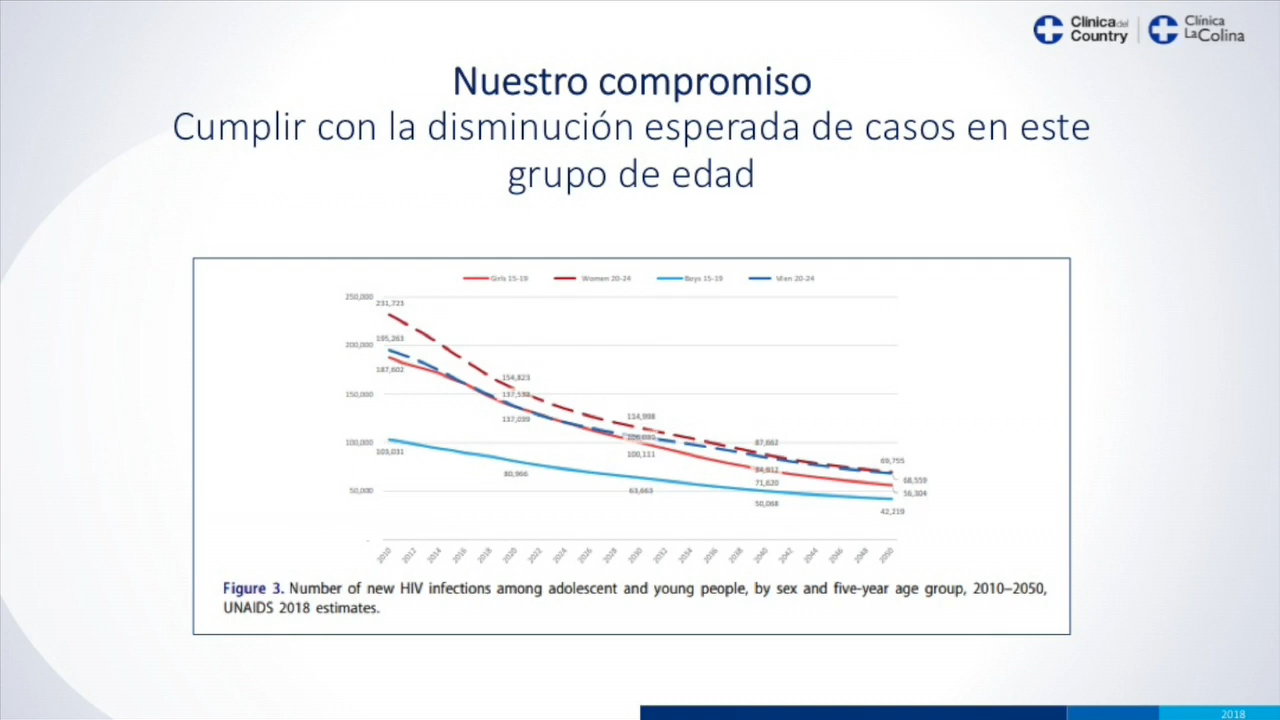 Clínica del
Country
Clínica
La Colina
Nuestro compromiso
Cumplir con la disminución esperada de casos en este
grupo de edad
Girls 15-19
Women 20-24
Boys 15-19
Men 20-24
250,000
231,723
195,263
200,000
187,602
154,823
150,000
137,039
114,998
100,000
103,031
100,111
87,662
80,966
71,620
69,755
68,559
63,663
56,304
50,000
50,068
42,219
-
2010 2012 2014 2016 2018 2020 2022 2024 2026 2028 2030 2032 2034 2036 2038 2040 2042 2044 2046 2048 2050
Figure 3. Number of new HIV infections among adolescent and young people, by sex and five-year age group, 2010–2050,
UNAIDS 2018 estimates.
2018